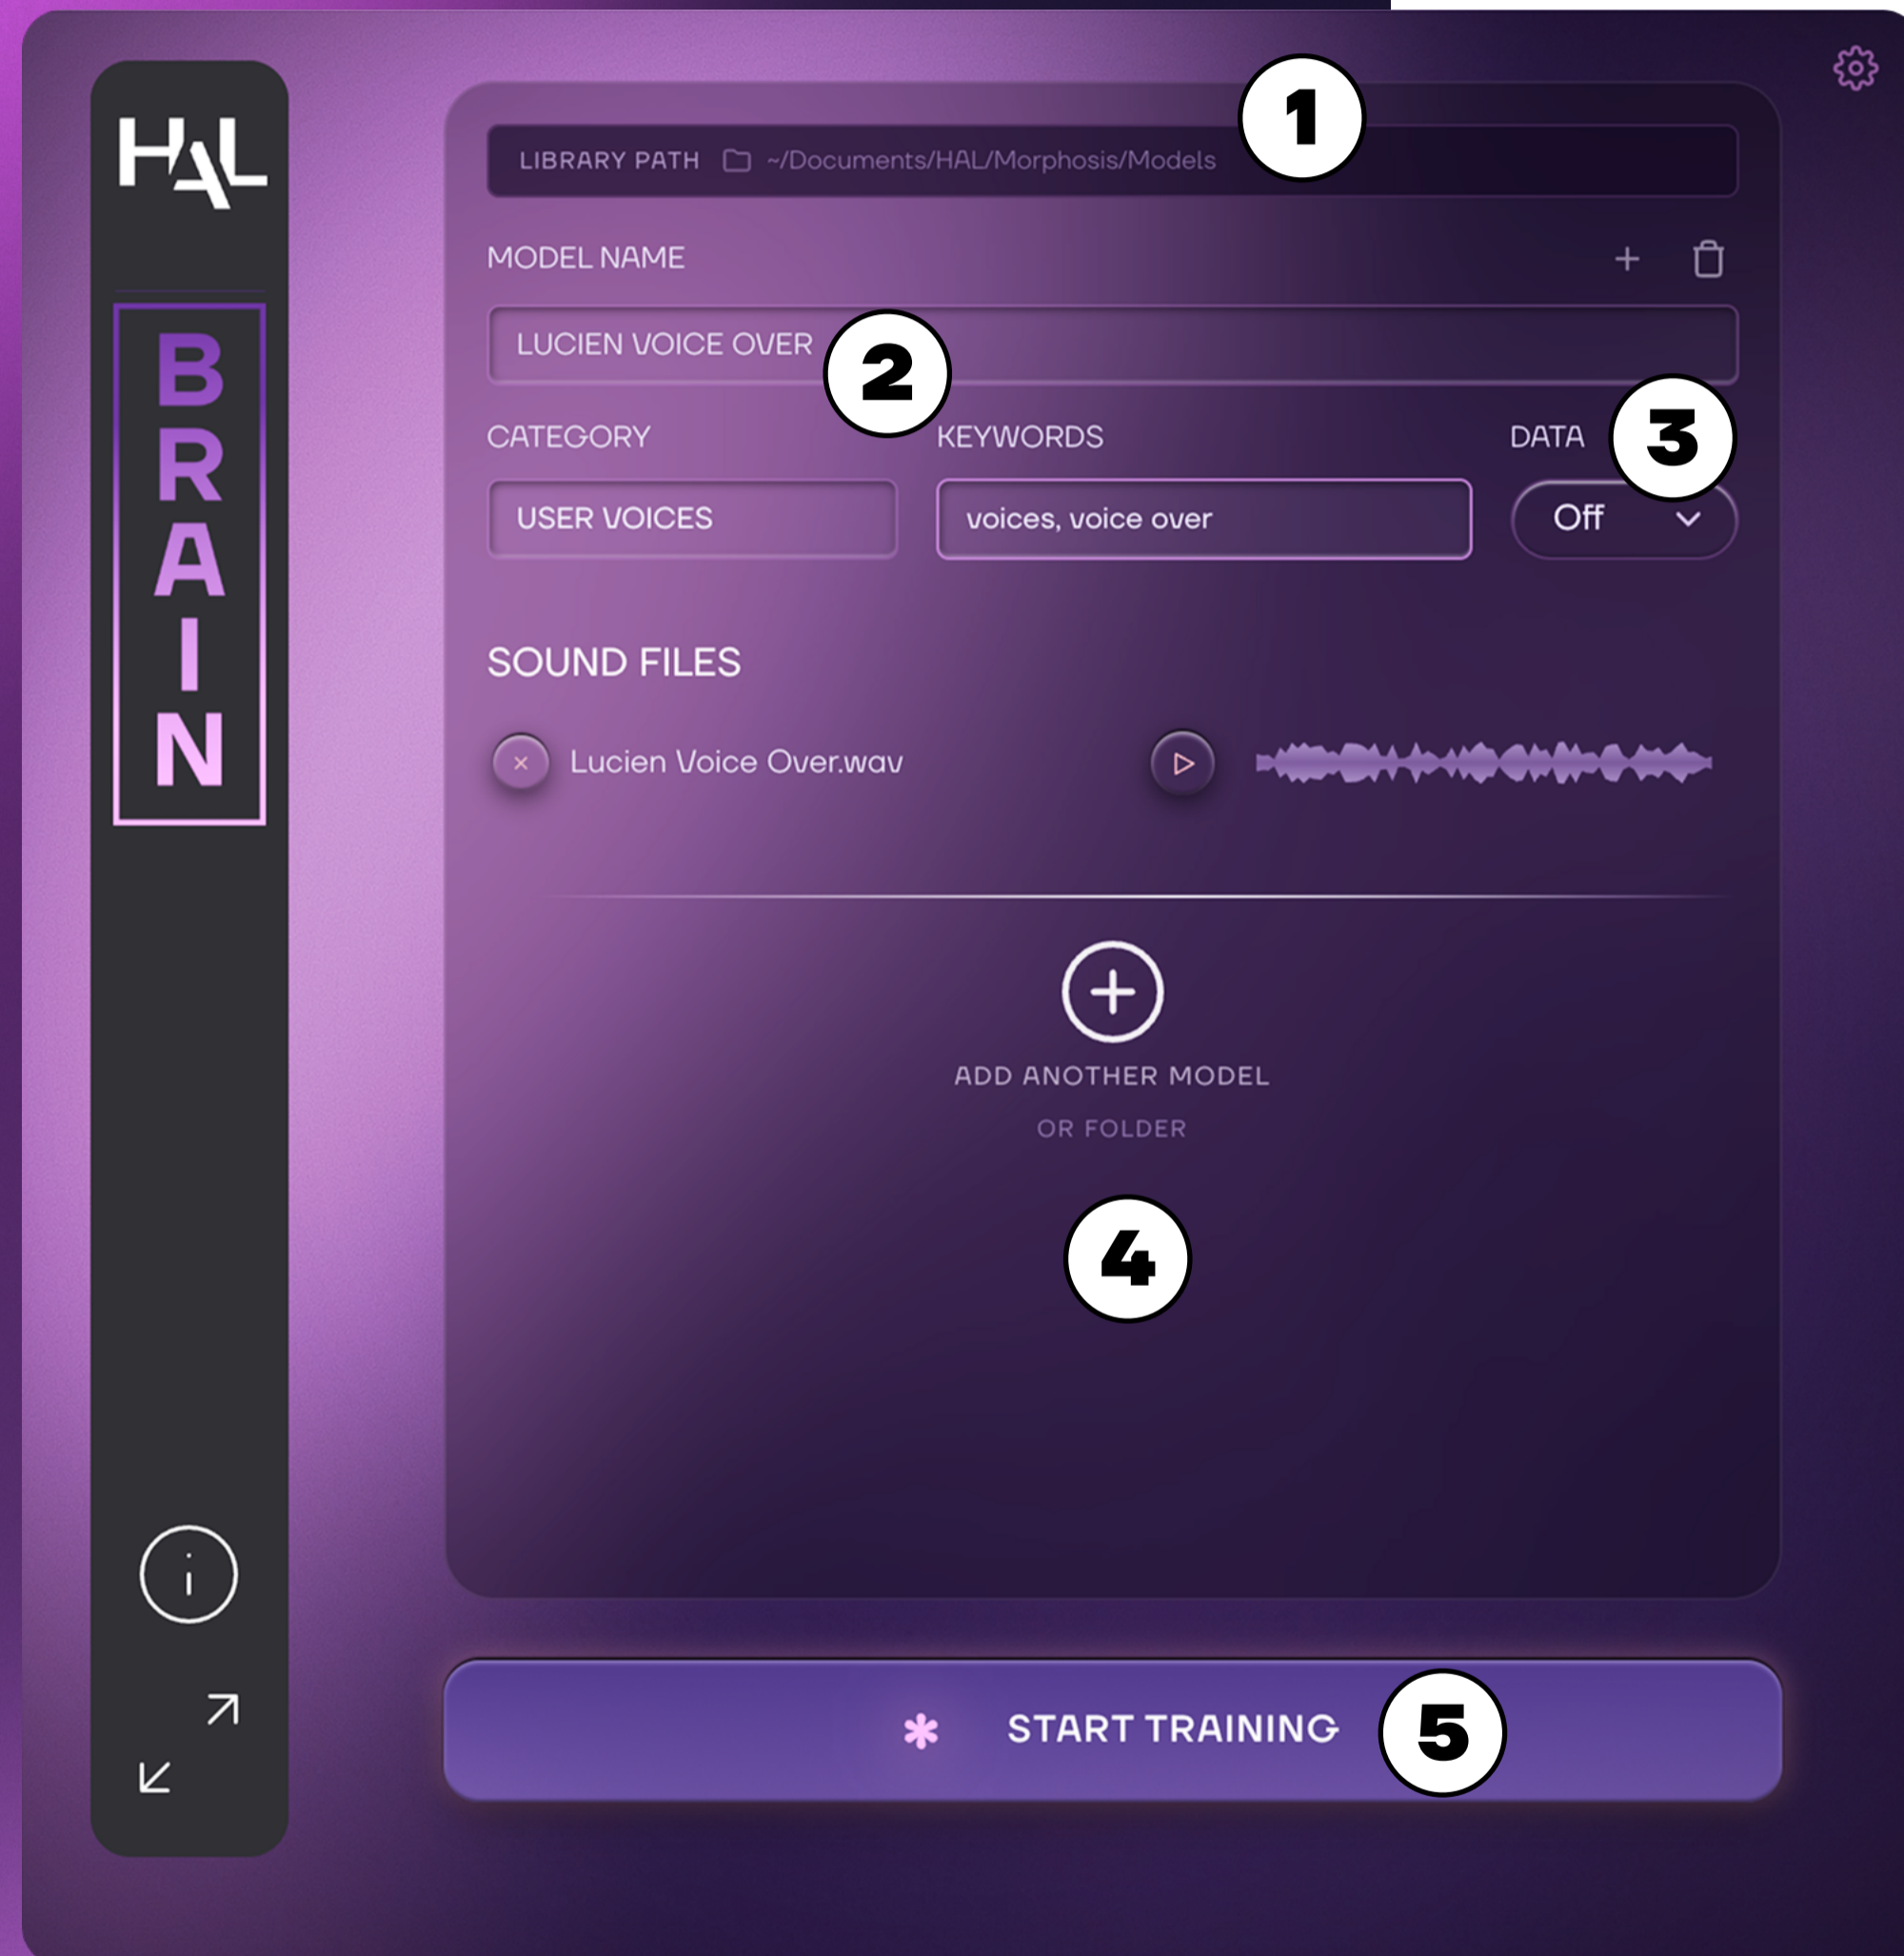 HAL
BRAIN
1
LIBRARY PATH ~/Documents/HAL/Morphosis/Models
MODEL NAME
LUCIEN VOICE OVER
2
CATEGORY KEYWORDS DATA 3
USER VOICES voices, voice over Off
SOUND FILES
Lucien Voice Over.wav
ADD ANOTHER MODEL
OR FOLDER
4
START TRAINING 5